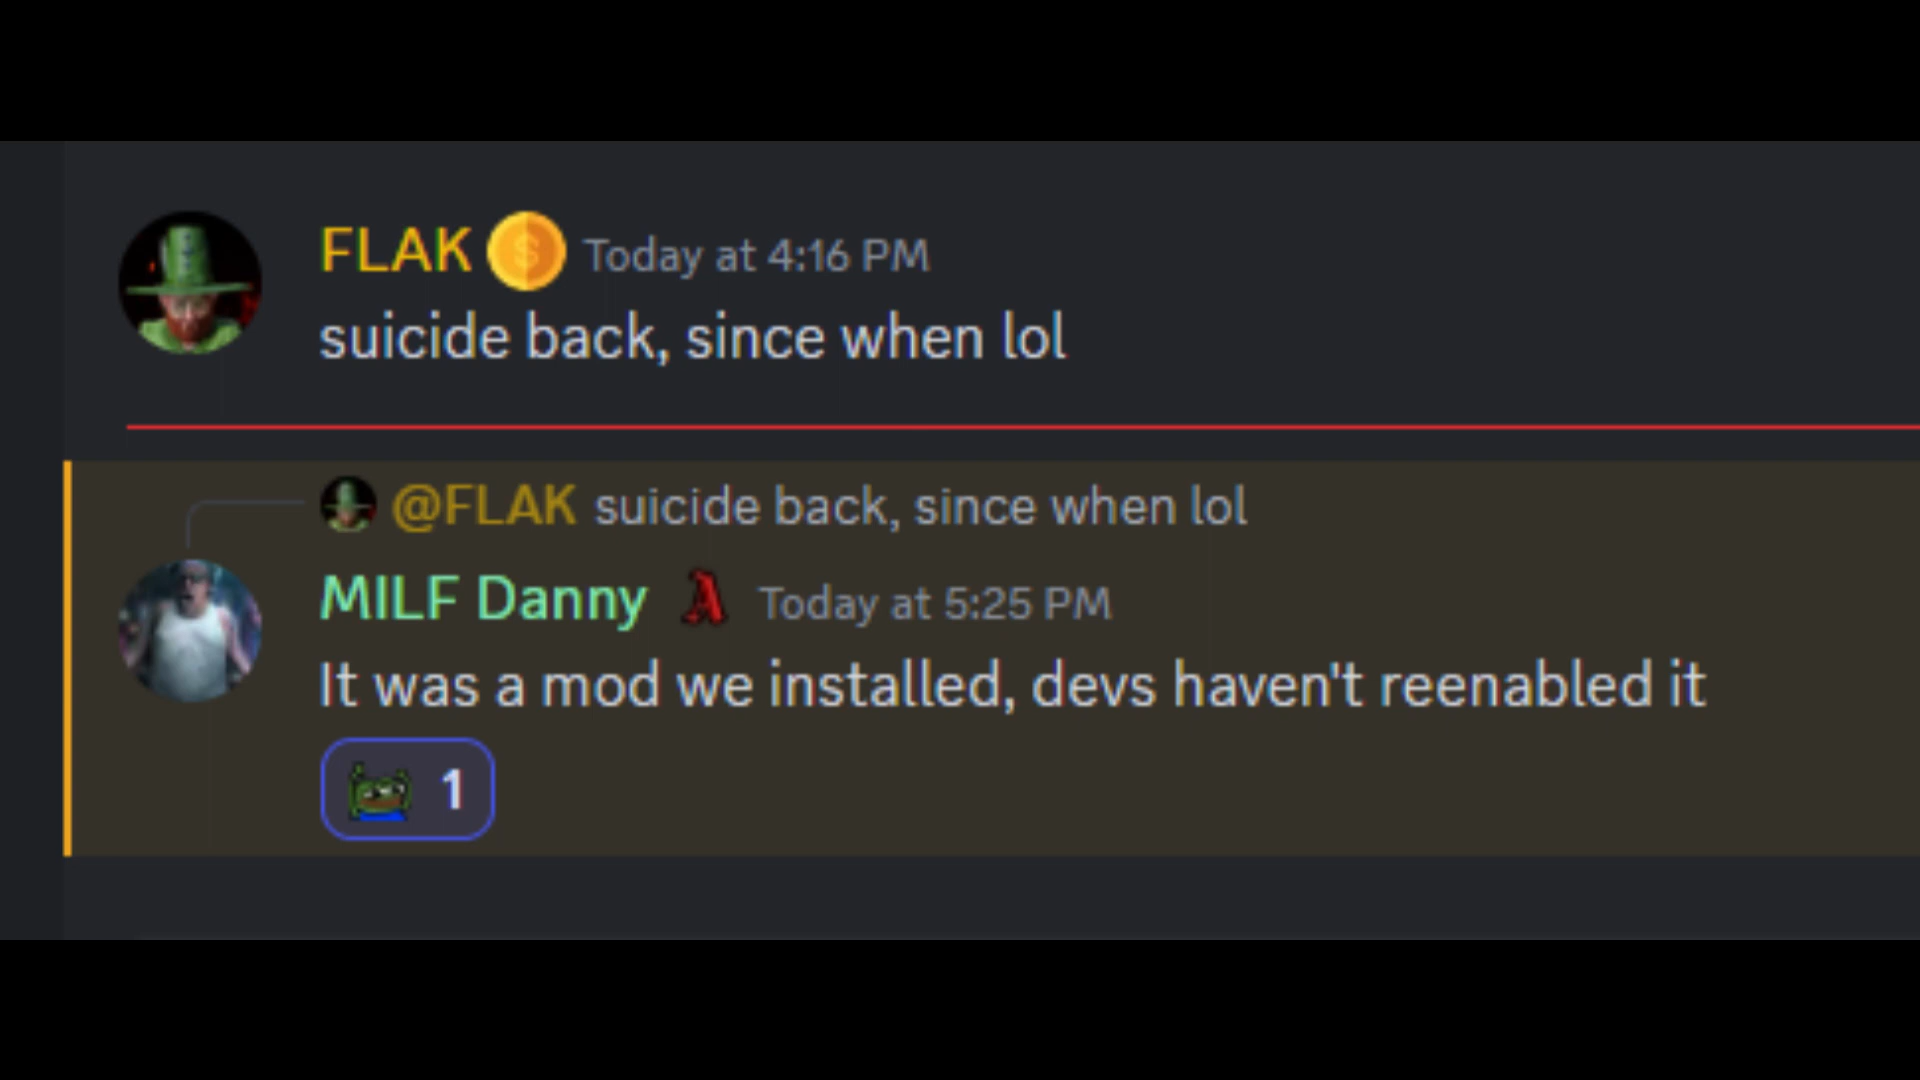 FLAK Today at 4:16 PM
suicide back, since when lol
@FLAK suicide back, since when lol
MILF Danny A Today at 5:25 PM
It was a mod we installed, devs haven't reenabled it
1